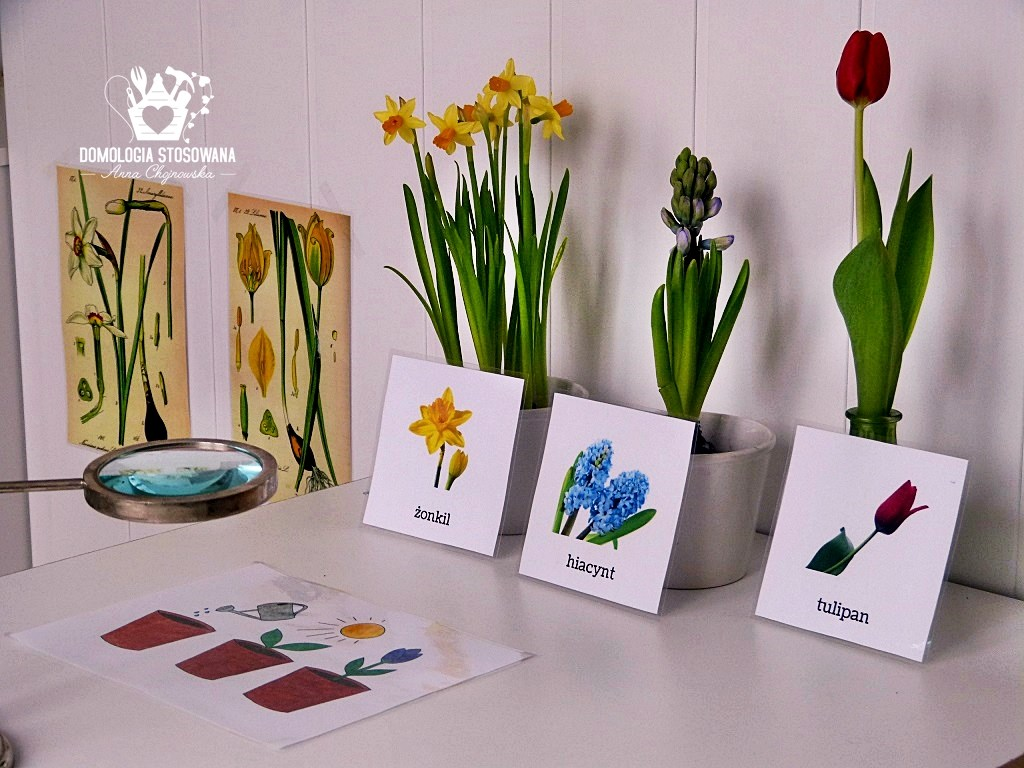 DOMOLOGIA STOSOWANA
Anna Chojnowska
żonkil
hiacynt
tulipan